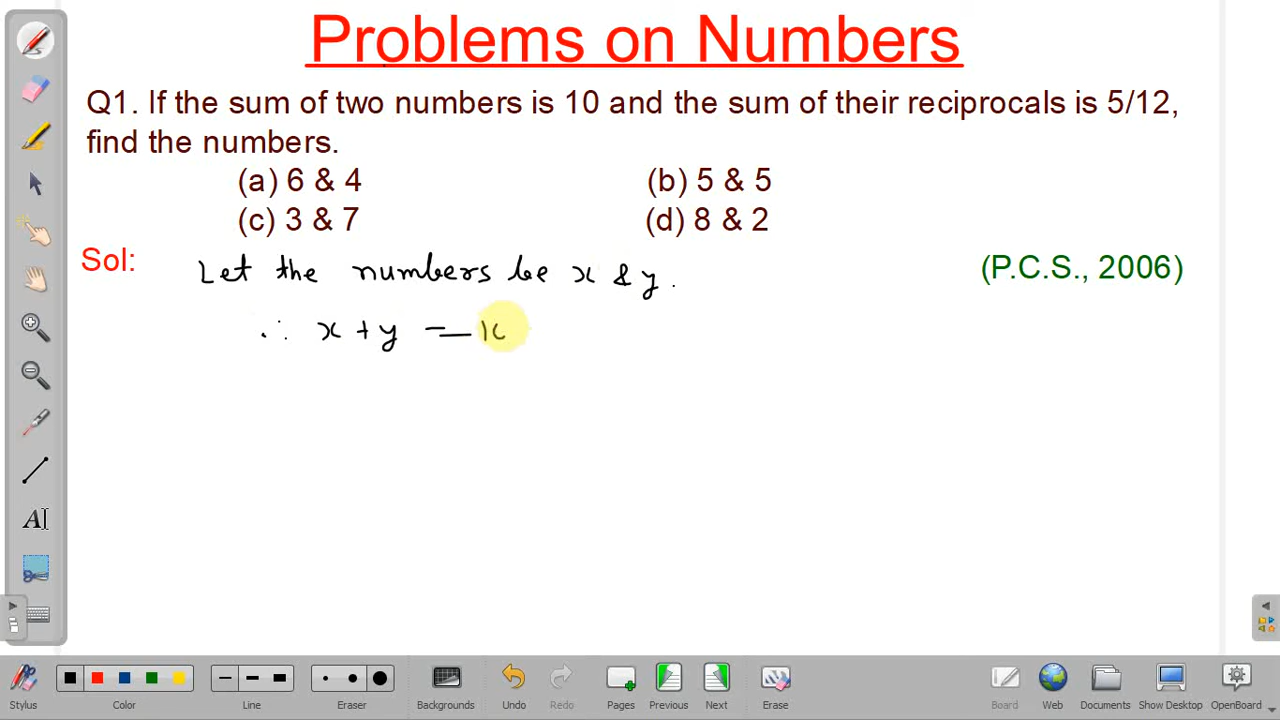 Problems on Numbers
Q1. If the sum of two numbers is 10 and the sum of their reciprocals is 5/12,
find the numbers.
(a) 6 & 4 (b) 5 & 5
(c) 3 & 7 (d) 8 & 2
Sol: Let the numbers be x & y. (P.C.S., 2006)
∴ x + y =
Stylus Color Line Eraser Backgrounds Undo Redo Pages Previous Next Erase Board Web Documents Show Desktop OpenBoard